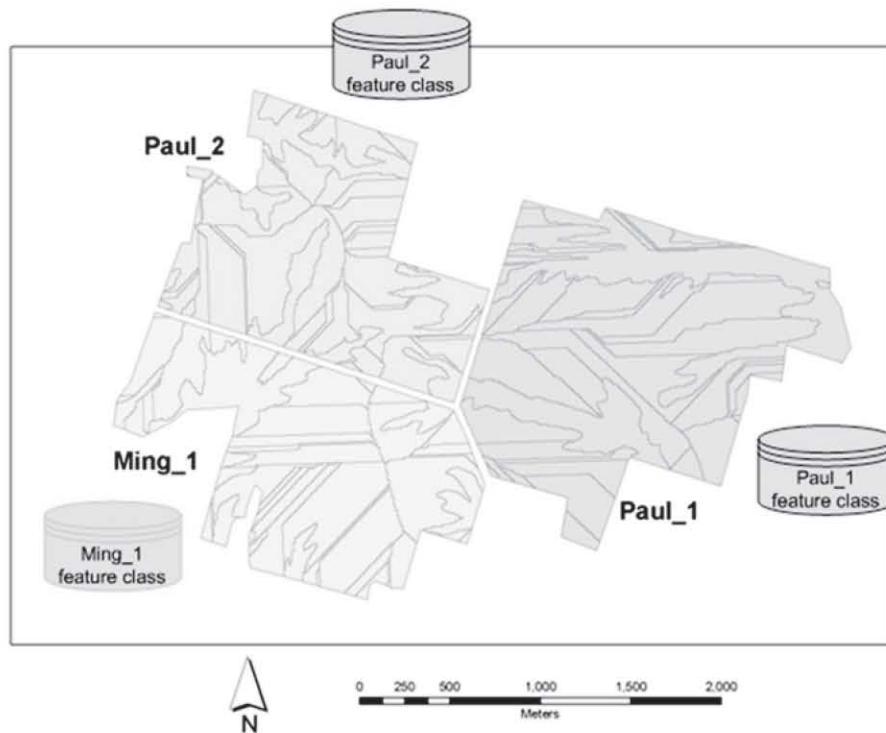 Paul_2
feature class
Paul_2
Ming_1
Paul_1
feature class
Paul_1
Ming_1
feature class
0 250 500 1,000 1,500 2,000
Meters
N